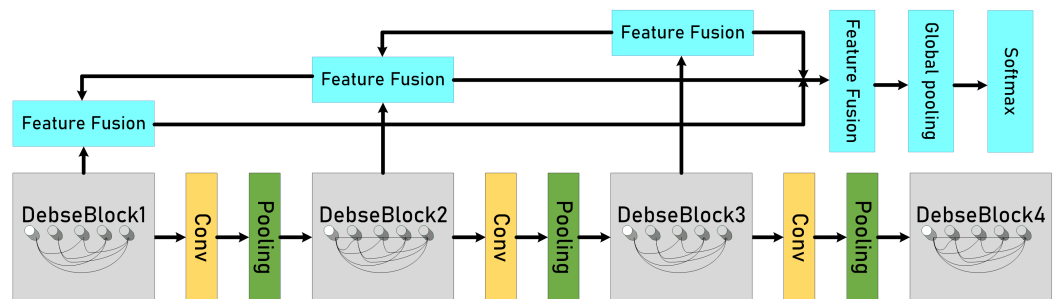 Feature Fusion
Feature Fusion
Feature Fusion
Feature Fusion
Global pooling
Softmax
DebseBlock1
Conv
Pooling
DebseBlock2
Conv
Pooling
DebseBlock3
Conv
Pooling
DebseBlock4